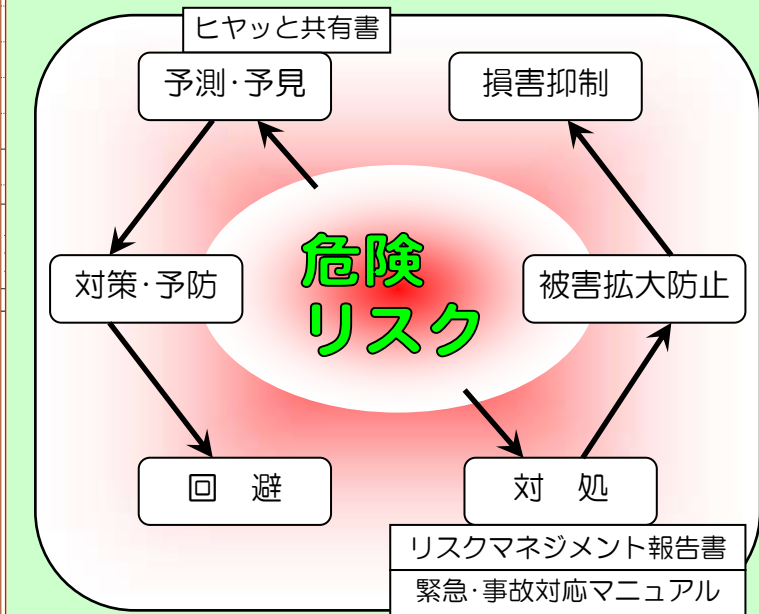 ヒヤッと共有書
予測・予見
損害抑制
対策・予防
危険
リスク
被害拡大防止
回　避
対　処
リスクマネジメント報告書
緊急・事故対応マニュアル